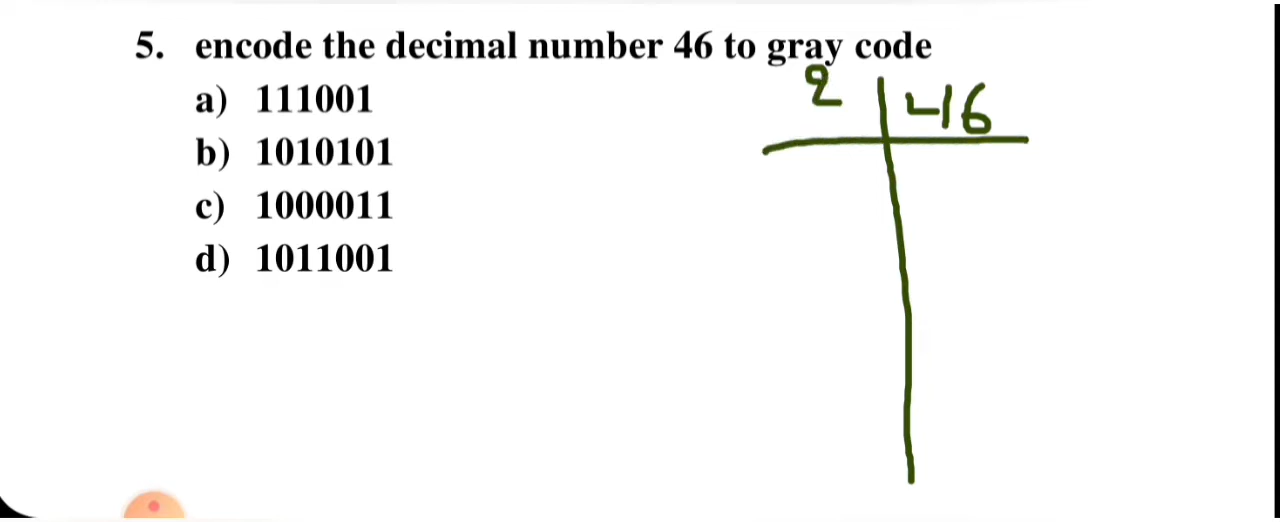 5. encode the decimal number 46 to gray code
a) 111001
b) 1010101
c) 1000011
d) 1011001
2 46